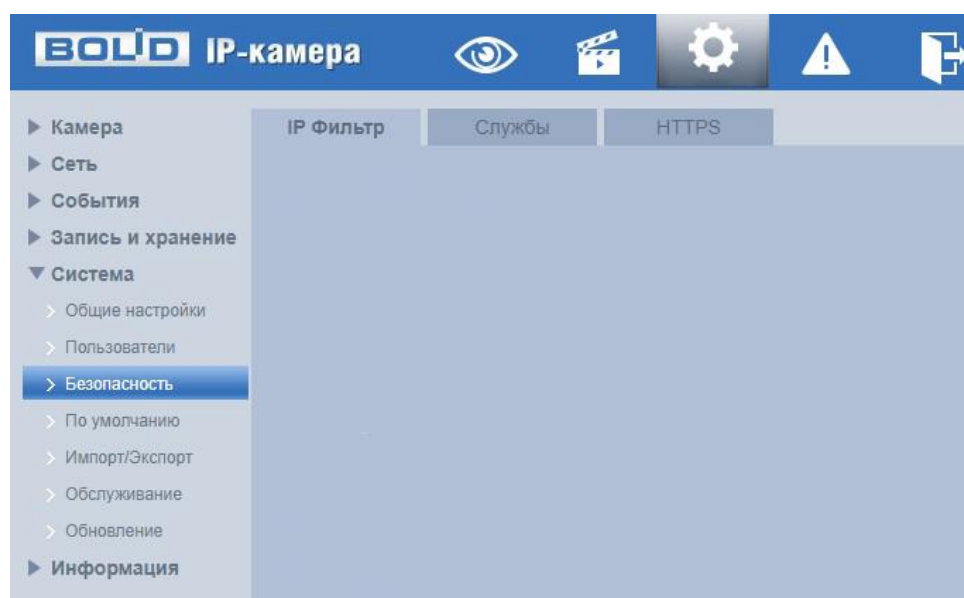 BOLID IP-камера
IP Фильтр Службы HTTPS
Камера
Сеть
События
Запись и хранение
Система
Общие настройки
Пользователи
Безопасность
По умолчанию
Импорт/Экспорт
Обслуживание
Обновление
Информация